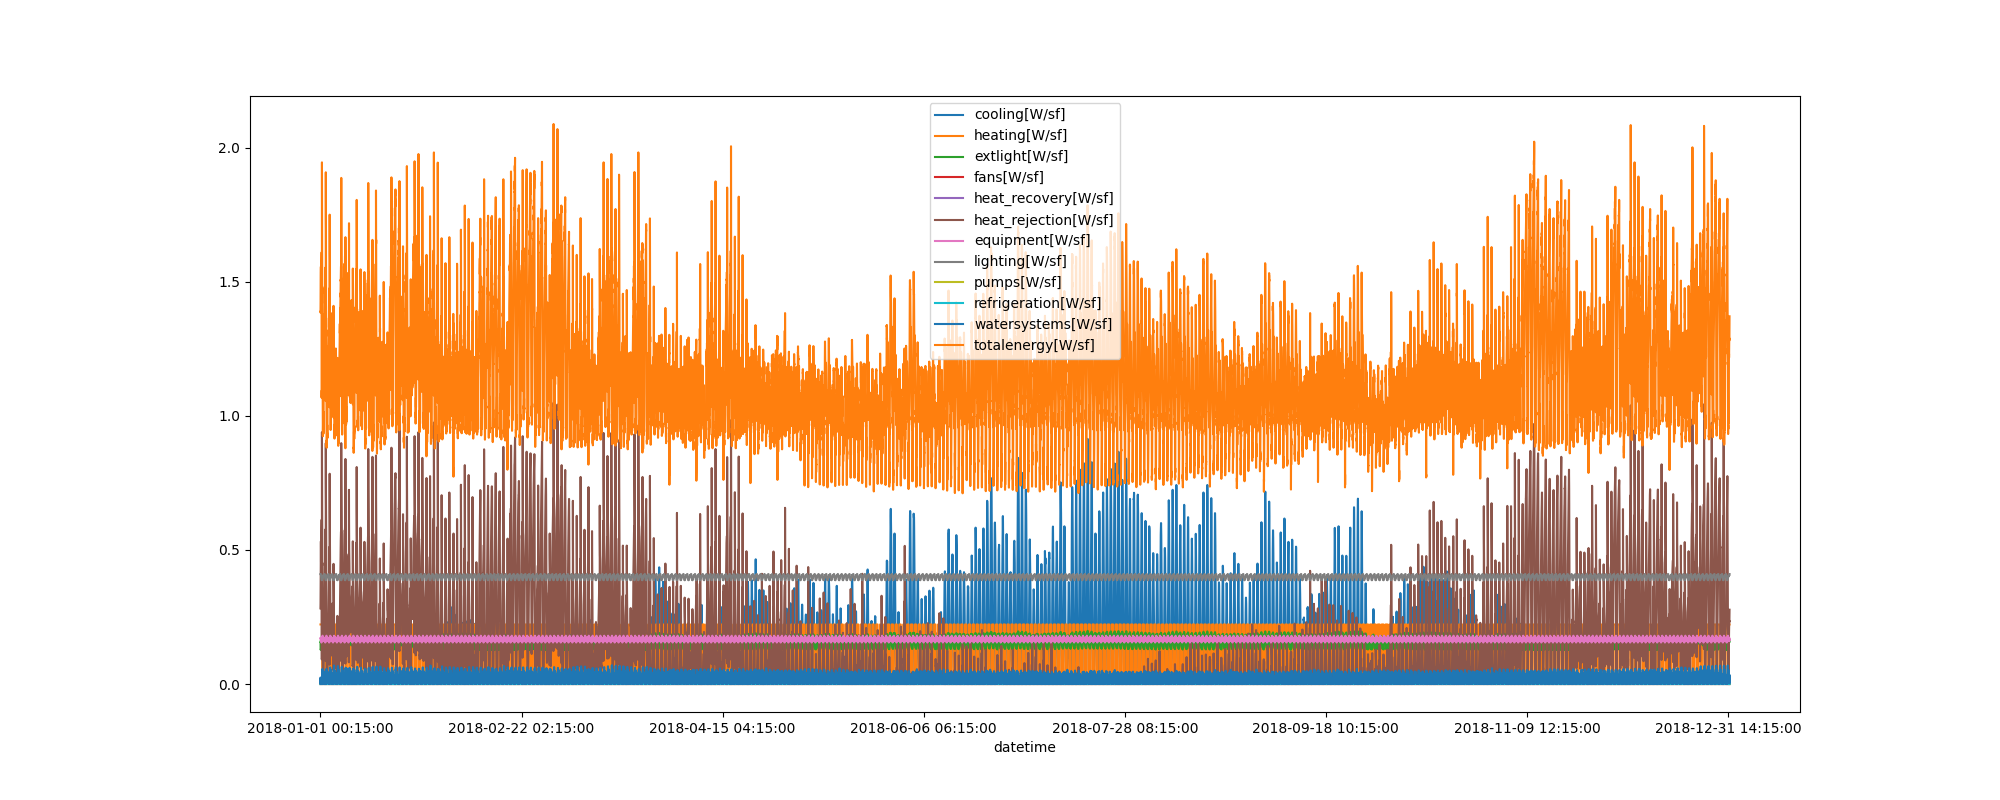 cooling[W/sf]
heating[W/sf]
extlight[W/sf]
fans[W/sf]
heat_recovery[W/sf]
heat_rejection[W/sf]
equipment[W/sf]
lighting[W/sf]
pumps[W/sf]
refrigeration[W/sf]
watersystems[W/sf]
totalenergy[W/sf]
2.0
1.5
1.0
0.5
0.0
2018-01-01 00:15:00 2018-02-22 02:15:00 2018-04-15 04:15:00 2018-06-06 06:15:00 2018-07-28 08:15:00 2018-09-18 10:15:00 2018-11-09 12:15:00 2018-12-31 14:15:00
datetime